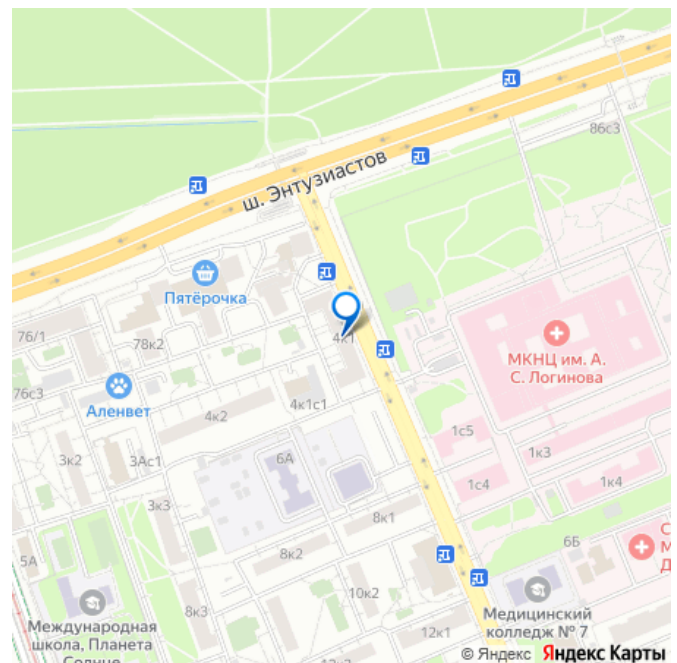 86с3
ш. Энтузиастов
Пятёрочка
76/1
78к2
4к1
МКНЦ им. А.
С. Логинова
76с3
Аленвет
4к2
4к1с1
1с5
1к3
3к2
3Ас1
6А
1с4
1к4
3к3
8к1
6Б
С
М
Д
5А
8к2
10к2
8к3
Международная
школа, Планета
Солнце
12к1
Медицинский
колледж № 7
© Яндекс Яндекс Карты